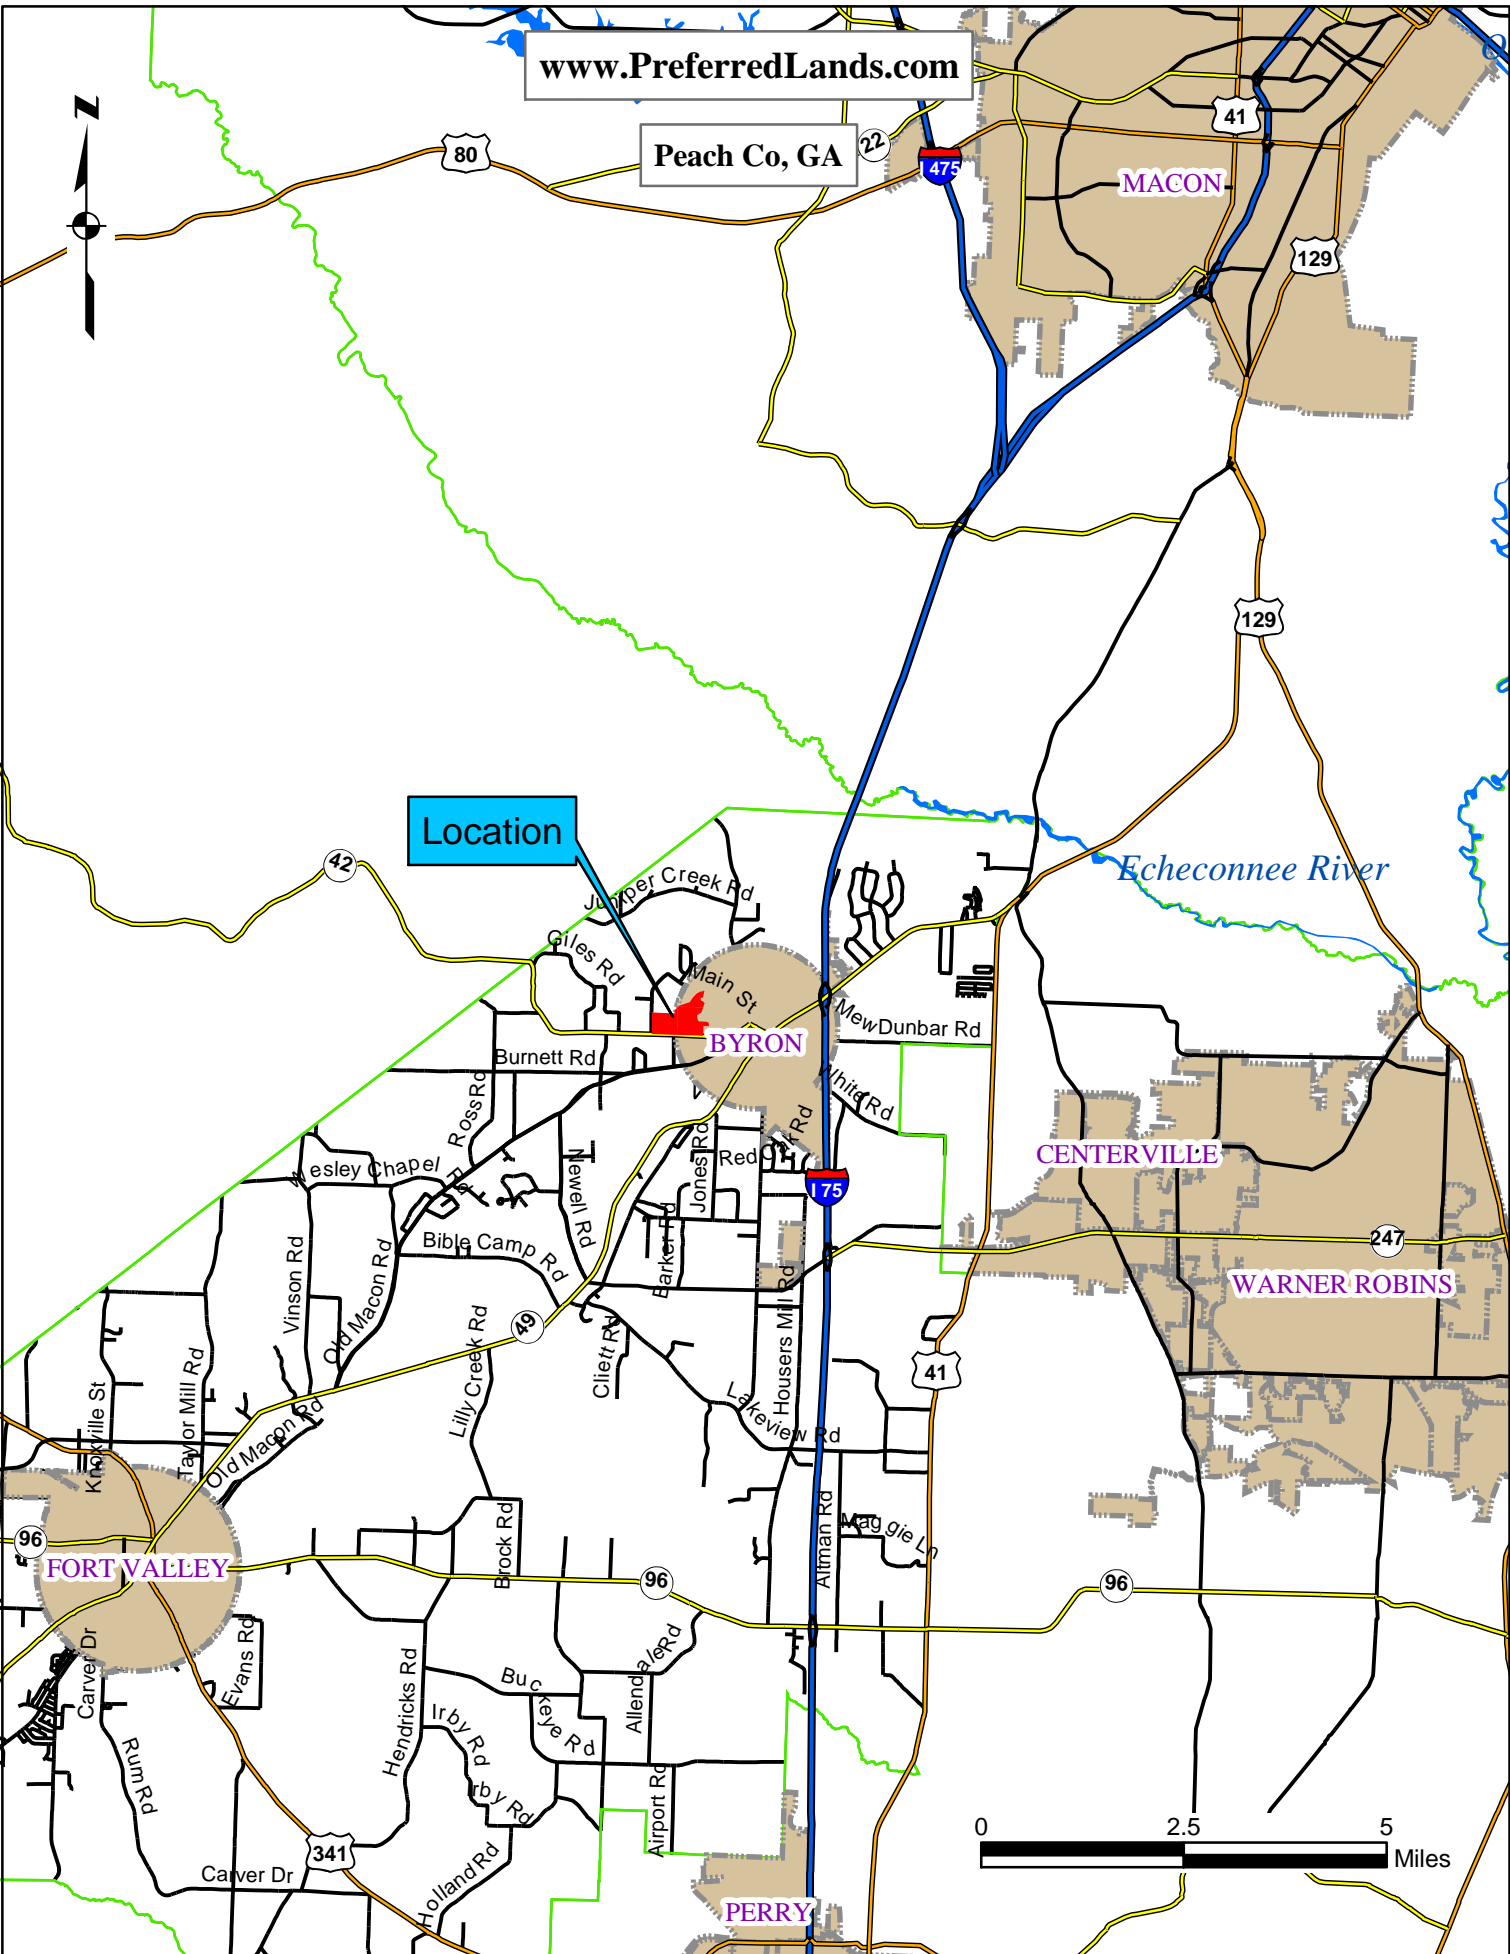 www.PreferredLands.com
Peach Co, GA
N
80
22
I 475
41
MACON
129
129
Location
42
Echeconnee River
Juniper Creek Rd
Giles Rd
Main St
BYRON
Mew Dunbar Rd
Burnett Rd
White Rd
Ross Rd
Wesley Chapel Rd
Newell Rd
Jones Rd
Red Oak Rd
I 75
CENTERVILLE
247
WARNER ROBINS
Bible Camp Rd
Barker Rd
Vinson Rd
Old Macon Rd
Housers Mill Rd
49
Lilly Creek Rd
Cliett Rd
41
Knoxville St
Taylor Mill Rd
Old Macon Rd
Lakeview Rd
96
FORT VALLEY
Brock Rd
96
Altman Rd
Maggie Ln
96
Carver Dr
Evans Rd
Hendricks Rd
Buckeye Rd
Allendale Rd
Irby Rd
Irby Rd
Rum Rd
Airport Rd
341
Carver Dr
Holland Rd
PERRY
0 2.5 5
Miles